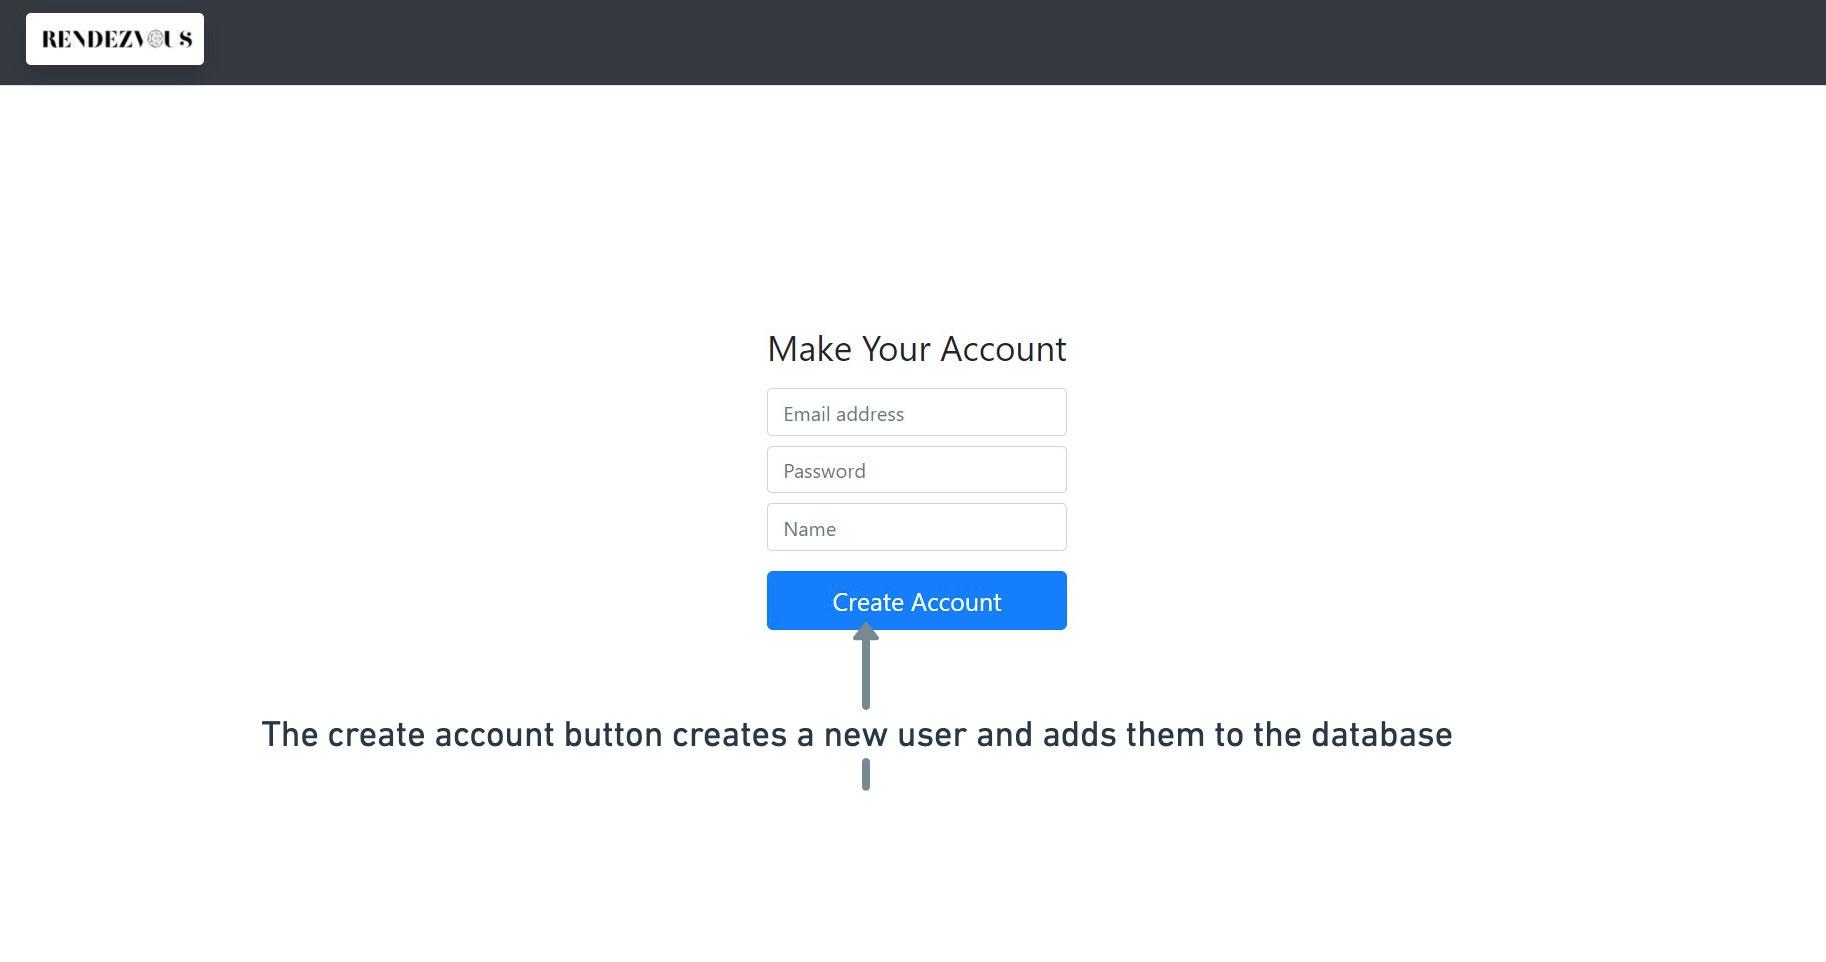 RENDEZVOUS
Make Your Account
Email address
Password
Name
Create Account
The create account button creates a new user and adds them to the database